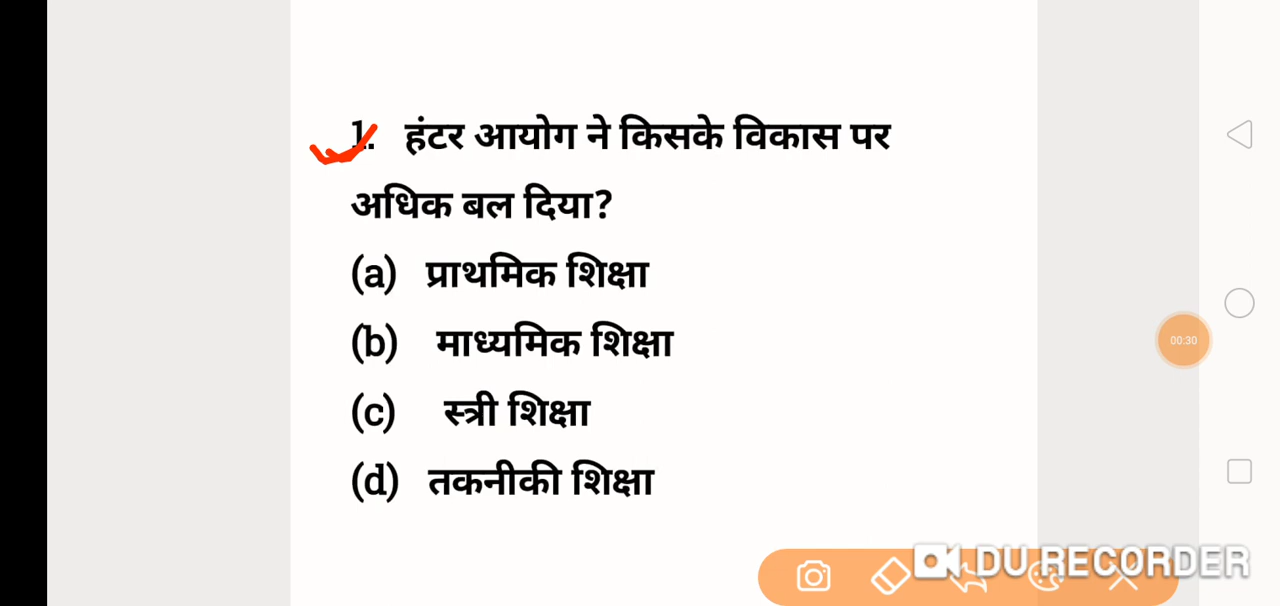 1. हंटर आयोग ने किसके विकास पर
अधिक बल दिया?
(a) प्राथमिक शिक्षा
(b) माध्यमिक शिक्षा
(c) स्त्री शिक्षा
(d) तकनीकी शिक्षा
00:30
DU RECORDER